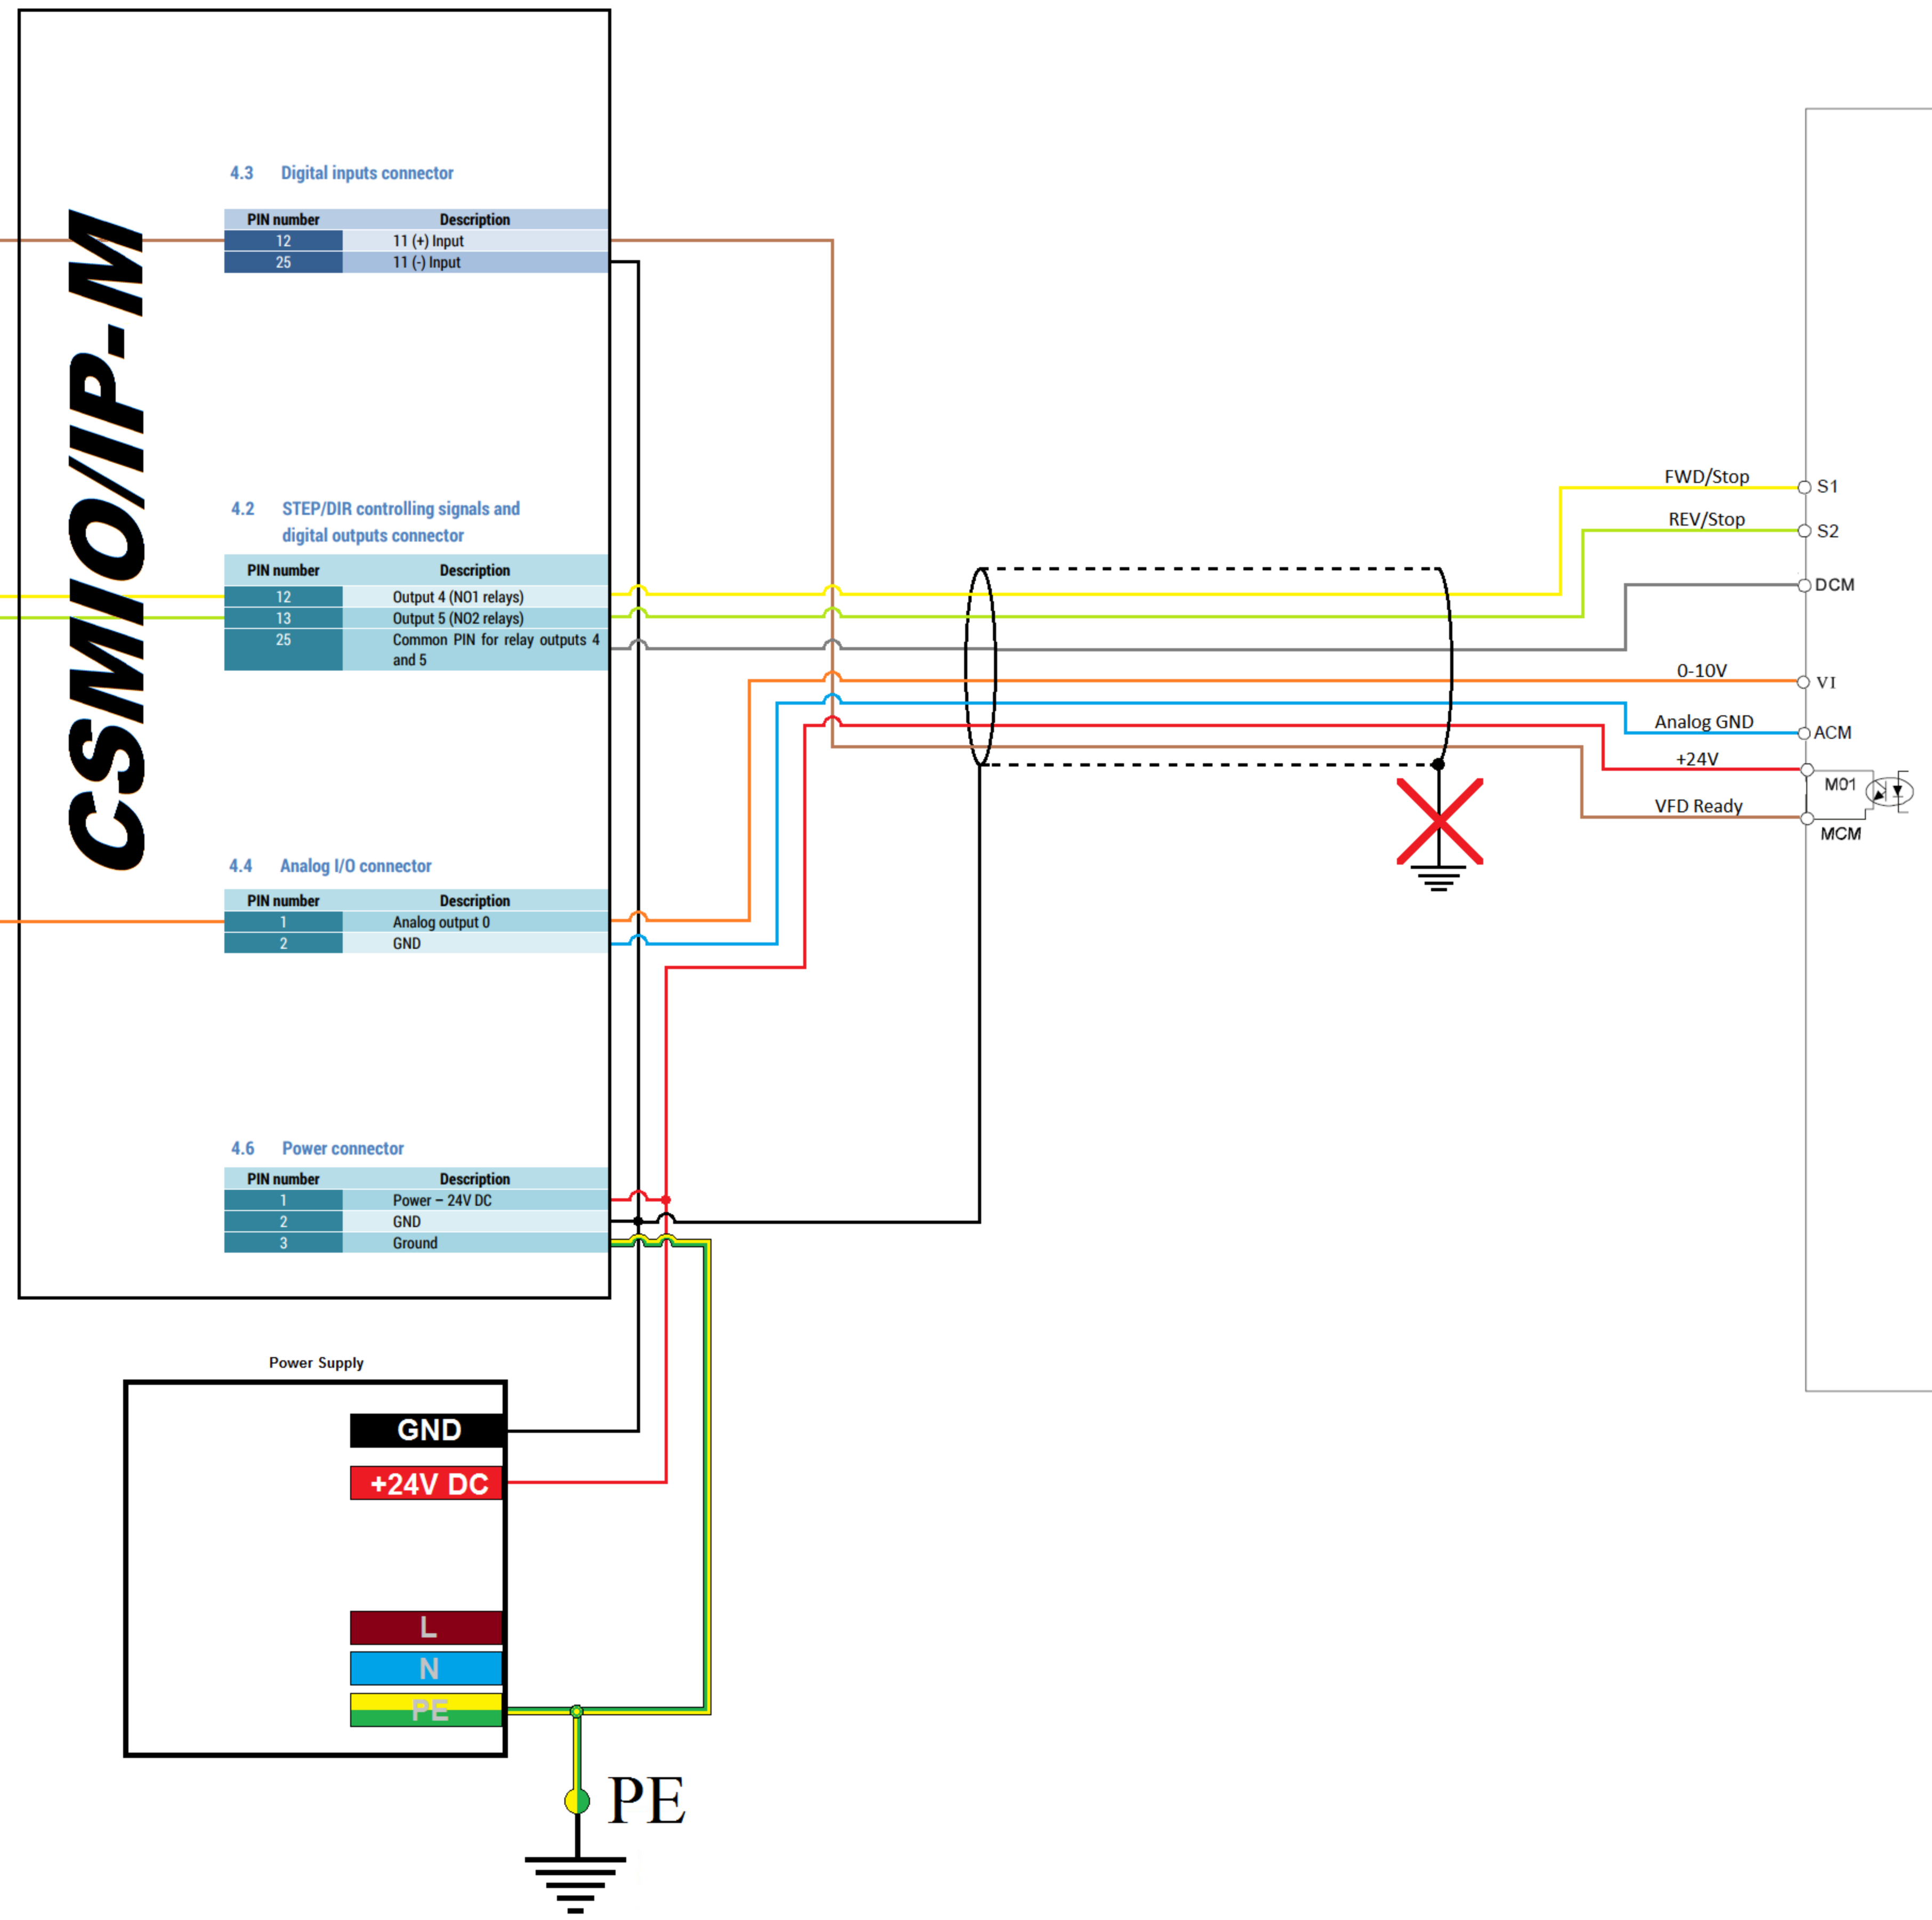 CSMIO/IP-M
4.3 Digital inputs connector
PIN number Description
12 11 (+) Input
25 11 (-) Input
4.2 STEP/DIR controlling signals and
digital outputs connector
PIN number Description
12 Output 4 (NO1 relays)
13 Output 5 (NO2 relays)
25 Common PIN for relay outputs 4
and 5
4.4 Analog I/O connector
PIN number Description
1 Analog output 0
2 GND
4.6 Power connector
PIN number Description
1 Power – 24V DC
2 GND
3 Ground
FWD/Stop S1
REV/Stop S2
DCM
0-10V VI
Analog GND ACM
+24V
M01
VFD Ready
MCM
Power Supply
GND
+24V DC
L
N
PE
PE